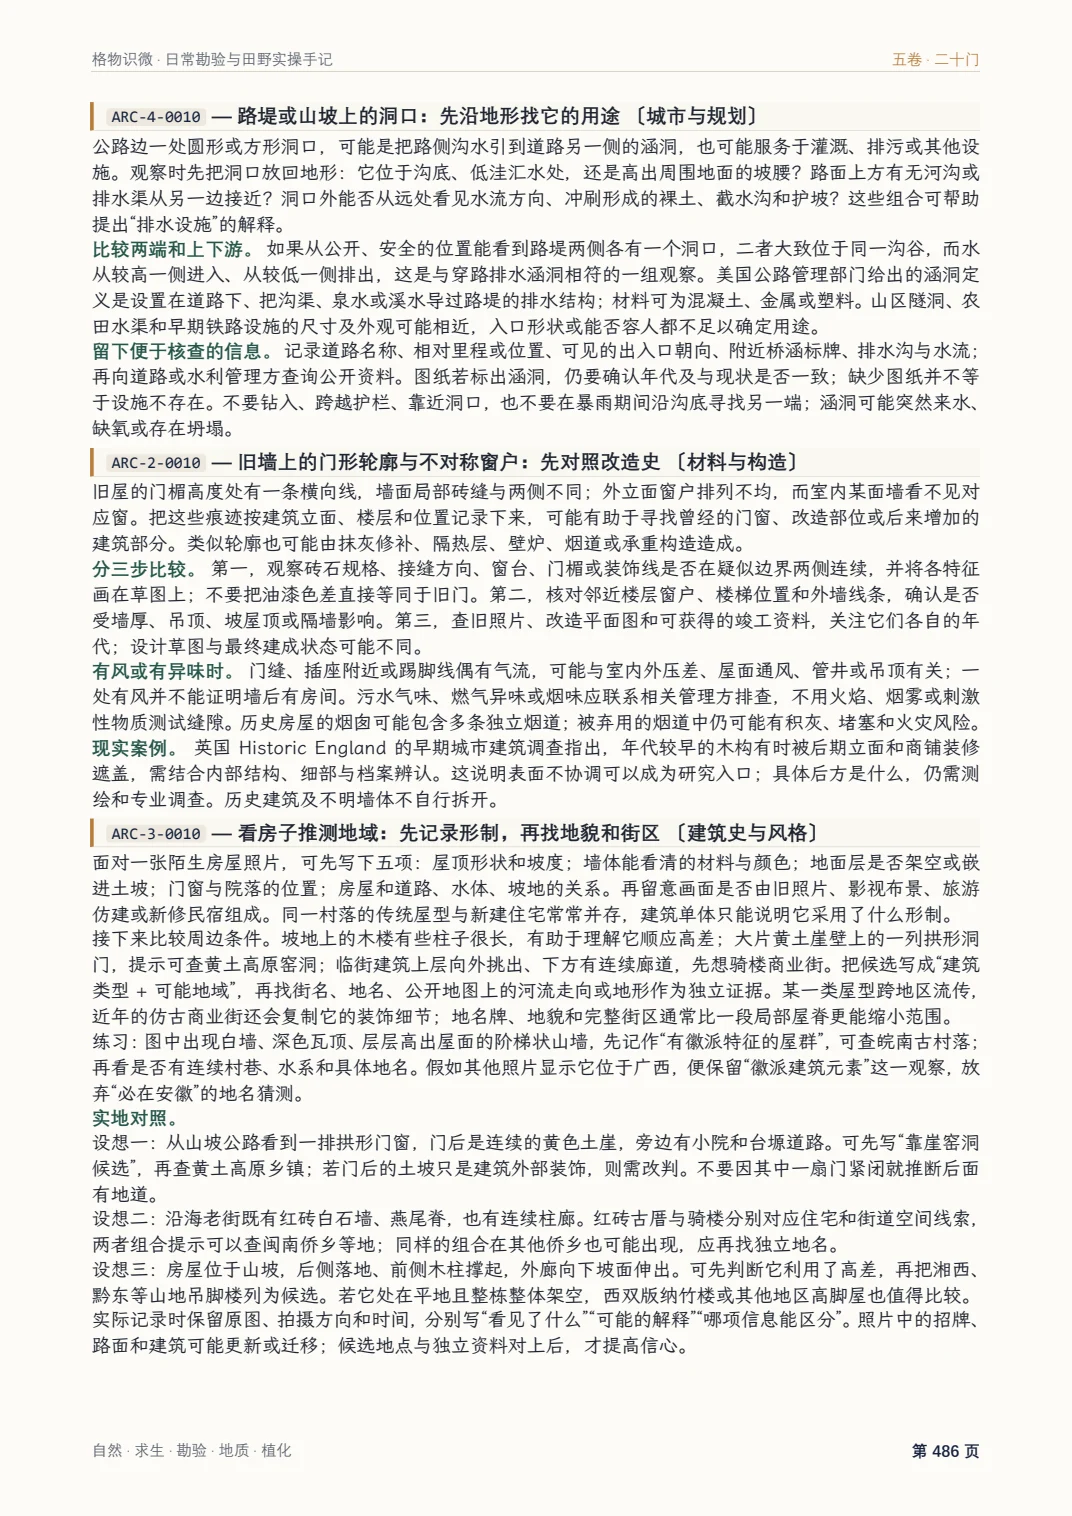 格物识微 · 日常勘验与田野实操手记
五卷 · 二十门
ARC-4-0010 — 路堤或山坡上的洞口：先沿地形找它的用途 〔城市与规划〕
公路边一处圆形或方形洞口，可能是把路侧沟水引到道路另一侧的涵洞，也可能服务于灌溉、排污或其他设
施。观察时先把洞口放回地形：它位于沟底、低洼汇水处，还是高出周围地面的坡腰？路面上方有无河沟或
排水渠从另一边接近？洞口外能否从远处看见水流方向、冲刷形成的裸土、截水沟和护坡？这些组合可帮助
提出“排水设施”的解释。
比较两端和上下游。 如果从公开、安全的位置能看到路堤两侧各有一个洞口，二者大致位于同一沟谷，而水
从较高一侧进入、从较低一侧排出，这是与穿路排水涵洞相符的一组观察。美国公路管理部门给出的涵洞定
义是设置在道路下、把沟渠、泉水或溪水导过路堤的排水结构；材料可为混凝土、金属或塑料。山区隧洞、农
田水渠和早期铁路设施的尺寸及外观可能相近，入口形状或能否容人都不足以确定用途。
留下便于核查的信息。 记录道路名称、相对里程或位置、可见的出入口朝向、附近桥涵标牌、排水沟与水流；
再向道路或水利管理方查询公开资料。图纸若标出涵洞，仍要确认年代及与现状是否一致；缺少图纸并不等
于设施不存在。不要钻入、跨越护栏、靠近洞口，也不要在暴雨期间沿沟底寻找另一端；涵洞可能突然来水、
缺氧或存在坍塌。
ARC-2-0010 — 旧墙上的门形轮廓与不对称窗户：先对照改造史 〔材料与构造〕
旧屋的门楣高度处有一条横向线，墙面局部砖缝与两侧不同；外立面窗户排列不均，而室内某面墙看不见对
应窗。把这些痕迹按建筑立面、楼层和位置记录下来，可能有助于寻找曾经的门窗、改造部位或后来增加的
建筑部分。类似轮廓也可能由抹灰修补、隔热层、壁炉、烟道或承重构造造成。
分三步比较。 第一，观察砖石规格、接缝方向、窗台、门楣或装饰线是否在疑似边界两侧连续，并将各特征
画在草图上；不要把油漆色差直接等同于旧门。第二，核对邻近楼层窗户、楼梯位置和外墙线条，确认是否
受墙厚、吊顶、坡屋顶或隔墙影响。第三，查旧照片、改造平面图和可获得的竣工资料，关注它们各自的年
代；设计草图与最终建成状态可能不同。
有风或有异味时。 门缝、插座附近或踢脚线偶有气流，可能与室内外压差、屋面通风、管井或吊顶有关；一
处有风并不能证明墙后有房间。污水气味、燃气异味或烟味应联系相关管理方排查，不用火焰、烟雾或刺激
性物质测试缝隙。历史房屋的烟囱可能包含多条独立烟道；被弃用的烟道中仍可能有积灰、堵塞和火灾风险。
现实案例。 英国 Historic England 的早期城市建筑调查指出，年代较早的木构有时被后期立面和商铺装修
遮盖，需结合内部结构、细部与档案辨认。这说明表面不协调可以成为研究入口；具体后方是什么，仍需测
绘和专业调查。历史建筑及不明墙体不自行拆开。
ARC-3-0010 — 看房子推测地域：先记录形制，再找地貌和街区 〔建筑史与风格〕
面对一张陌生房屋照片，可先写下五项：屋顶形状和坡度；墙体能看清的材料与颜色；地面层是否架空或嵌
进土坡；门窗与院落的位置；房屋和道路、水体、坡地的关系。再留意画面是否由旧照片、影视布景、旅游
仿建或新修民宿组成。同一村落的传统屋型与新建住宅常常并存，建筑单体只能说明它采用了什么形制。
接下来比较周边条件。坡地上的木楼有些柱子很长，有助于理解它顺应高差；大片黄土崖壁上的一列拱形洞
门，提示可查黄土高原窑洞；临街建筑上层向外挑出、下方有连续廊道，先想骑楼商业街。把候选写成“建筑
类型 + 可能地域”，再找街名、地名、公开地图上的河流走向或地形作为独立证据。某一类屋型跨地区流传，
近年的仿古商业街还会复制它的装饰细节；地名牌、地貌和完整街区通常比一段局部屋脊更能缩小范围。
练习：图中出现白墙、深色瓦顶、层层高出屋面的阶梯状山墙，先记作“有徽派特征的屋群”，可查皖南古村落；
再看是否有连续村巷、水系和具体地名。假如其他照片显示它位于广西，便保留“徽派建筑元素”这一观察，放
弃“必在安徽”的地名猜测。
实地对照。
设想一：从山坡公路看到一排拱形门窗，门后是连续的黄色土崖，旁边有小院和台塬道路。可先写“靠崖窑洞
候选”，再查黄土高原乡镇；若门后的土坡只是建筑外部装饰，则需改判。不要因其中一扇门紧闭就推断后面
有地道。
设想二：沿海老街既有红砖白石墙、燕尾脊，也有连续柱廊。红砖古厝与骑楼分别对应住宅和街道空间线索，
两者组合提示可以查闽南侨乡等地；同样的组合在其他侨乡也可能出现，应再找独立地名。
设想三：房屋位于山坡，后侧落地、前侧木柱撑起，外廊向下坡面伸出。可先判断它利用了高差，再把湘西、
黔东等山地吊脚楼列为候选。若它处在平地且整栋整体架空，西双版纳竹楼或其他地区高脚屋也值得比较。
实际记录时保留原图、拍摄方向和时间，分别写“看见了什么”“可能的解释”“哪项信息能区分”。照片中的招牌、
路面和建筑可能更新或迁移；候选地点与独立资料对上后，才提高信心。
自然 · 求生 · 勘验 · 地质 · 植化
第 486 页